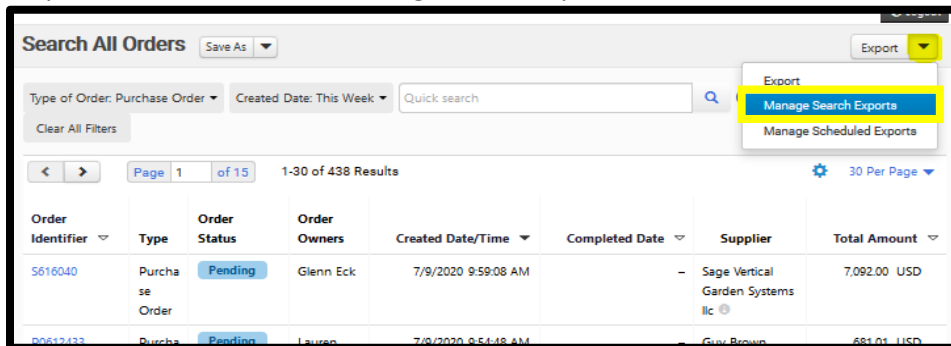 Search All Orders Save As Export
Export
Type of Order: Purchase Order Created Date: This Week Quick search
Manage Search Exports
Clear All Filters
Manage Scheduled Exports
Page 1 of 15 1-30 of 438 Results 30 Per Page
Order Identifier Type Order Status Order Owners Created Date/Time Completed Date Supplier Total Amount
S616040 Purcha Pending Glenn Eck 7/9/2020 9:59:08 AM – Sage Vertical 7,092.00 USD
se Garden Systems
Order llc
P0612433 Purcha Pending Lauren 7/9/2020 9:54:48 AM – Guy Brown 681.01 USD